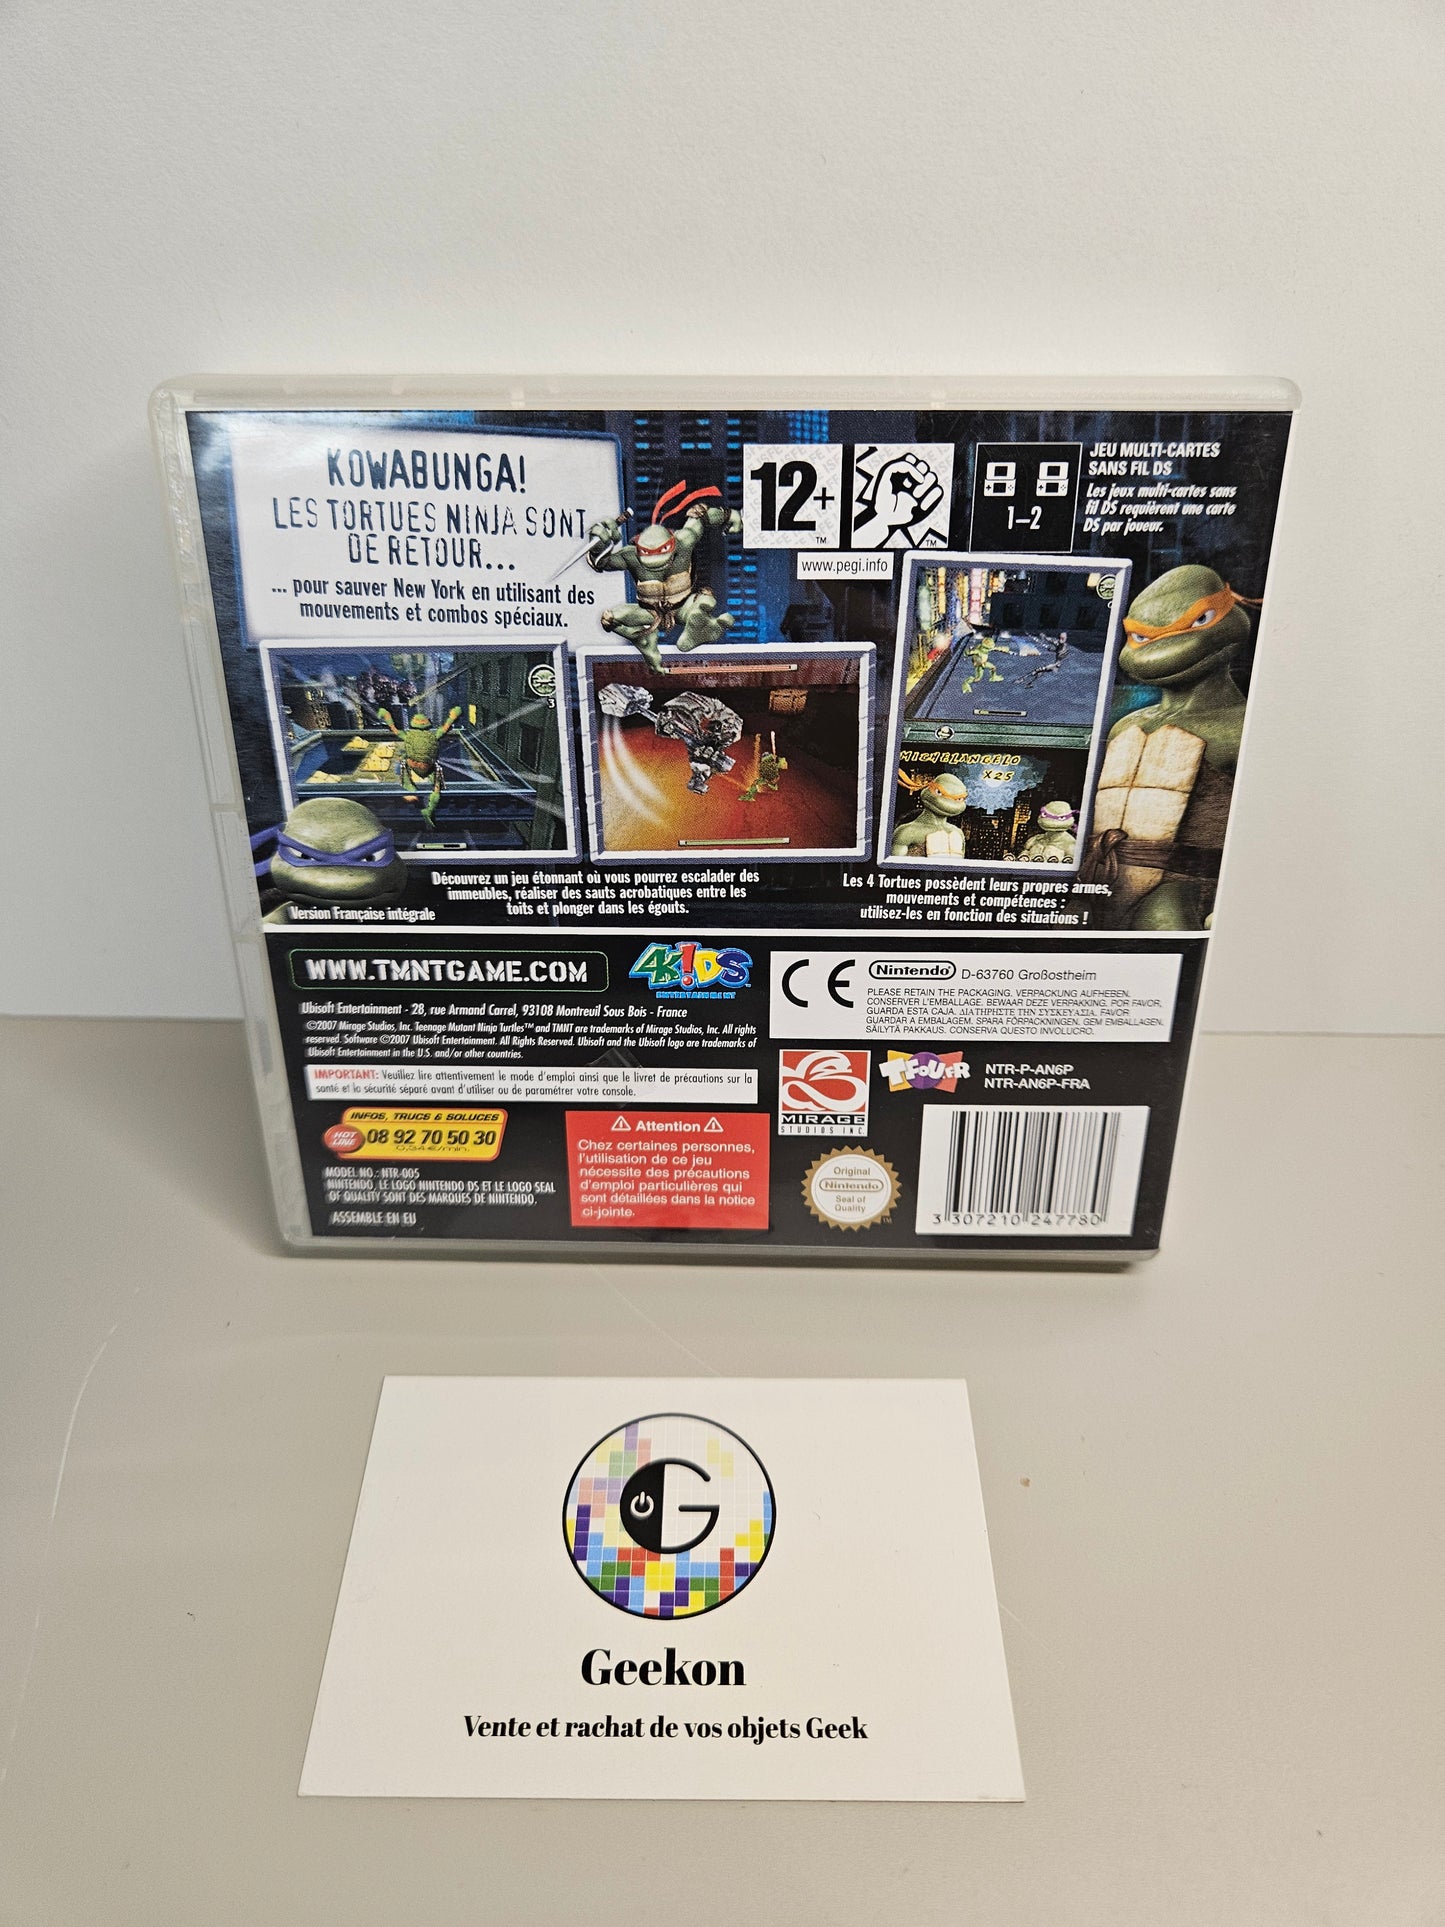 KOWABUNGA!
LES TORTUES NINJA SONT
DE RETOUR...
... pour sauver New York en utilisant des
mouvements et combos spéciaux.
12+
TM
TM
www.pegi.info
1–2
JEU MULTI-CARTES
SANS FIL DS
Les jeux multi-cartes sans
fil DS requièrent une carte
DS par joueur.
3
MICHELANGELO
X25
Version Française intégrale
Découvrez un jeu étonnant où vous pourrez escalader des
immeubles, réaliser des sauts acrobatiques entre les
toits et plonger dans les égouts.
Les 4 Tortues possèdent leurs propres armes,
mouvements et compétences :
utilisez-les en fonction des situations !
WWW.TMNTGAME.COM
4K!DS
ENTERTAINMENT
Ubisoft Entertainment - 28, rue Armand Carrel, 93108 Montreuil Sous Bois - France
©2007 Mirage Studios, Inc. Teenage Mutant Ninja Turtles™ and TMNT are trademarks of Mirage Studios, Inc. All rights
reserved. Software ©2007 Ubisoft Entertainment. All Rights Reserved. Ubisoft and the Ubisoft logo are trademarks of
Ubisoft Entertainment in the U.S. and/or other countries.
IMPORTANT: Veuillez lire attentivement le mode d'emploi ainsi que le livret de précautions sur la
santé et la sécurité séparé avant d'utiliser ou de paramétrer votre console.
CE
Nintendo® D-63760 Großostheim
PLEASE RETAIN THE PACKAGING. VERPACKUNG AUFHEBEN.
CONSERVER L'EMBALLAGE. BEWAAR DEZE VERPAKKING. POR FAVOR,
GUARDA ESTA CAJA. ΔΙΑΤΗΡΗΣΤΕ ΤΗΝ ΣΥΣΚΕΥΑΣΙΑ. FAVOR
GUARDAR A EMBALAGEM. SPARA FÖRPACKNINGEN. GEM EMBALLAGEN.
SÄILYTÄ PAKKAUS. CONSERVA QUESTO INVOLUCRO.
INFOS, TRUCS & SOLUCES
HOT
LINE
08 92 70 50 30
0,34€/min.
MODEL NO.: NTR-005
NINTENDO, LE LOGO NINTENDO DS ET LE LOGO SEAL
OF QUALITY SONT DES MARQUES DE NINTENDO.
ASSEMBLE EN EU
Attention
Chez certaines personnes,
l'utilisation de ce jeu
nécessite des précautions
d'emploi particulières qui
sont détaillées dans la notice
ci-jointe.
MIRAGE
STUDIOS INC.
TFOU.FR
NTR-P-AN6P
NTR-AN6P-FRA
Original
Nintendo
Seal of
Quality
TM
3 307210 247780
G
Geekon
Vente et rachat de vos objets Geek